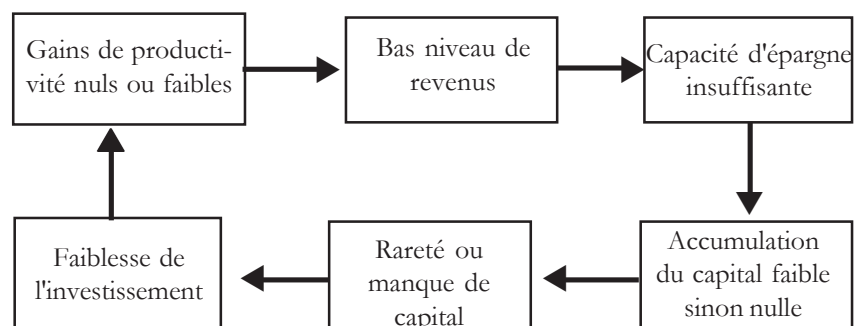 Gains de producti-
vité nuls ou faibles
Bas niveau de
revenus
Capacité d'épargne
insuffisante
Faiblesse de
l'investissement
Rareté ou
manque de
capital
Accumulation
du capital faible
sinon nulle